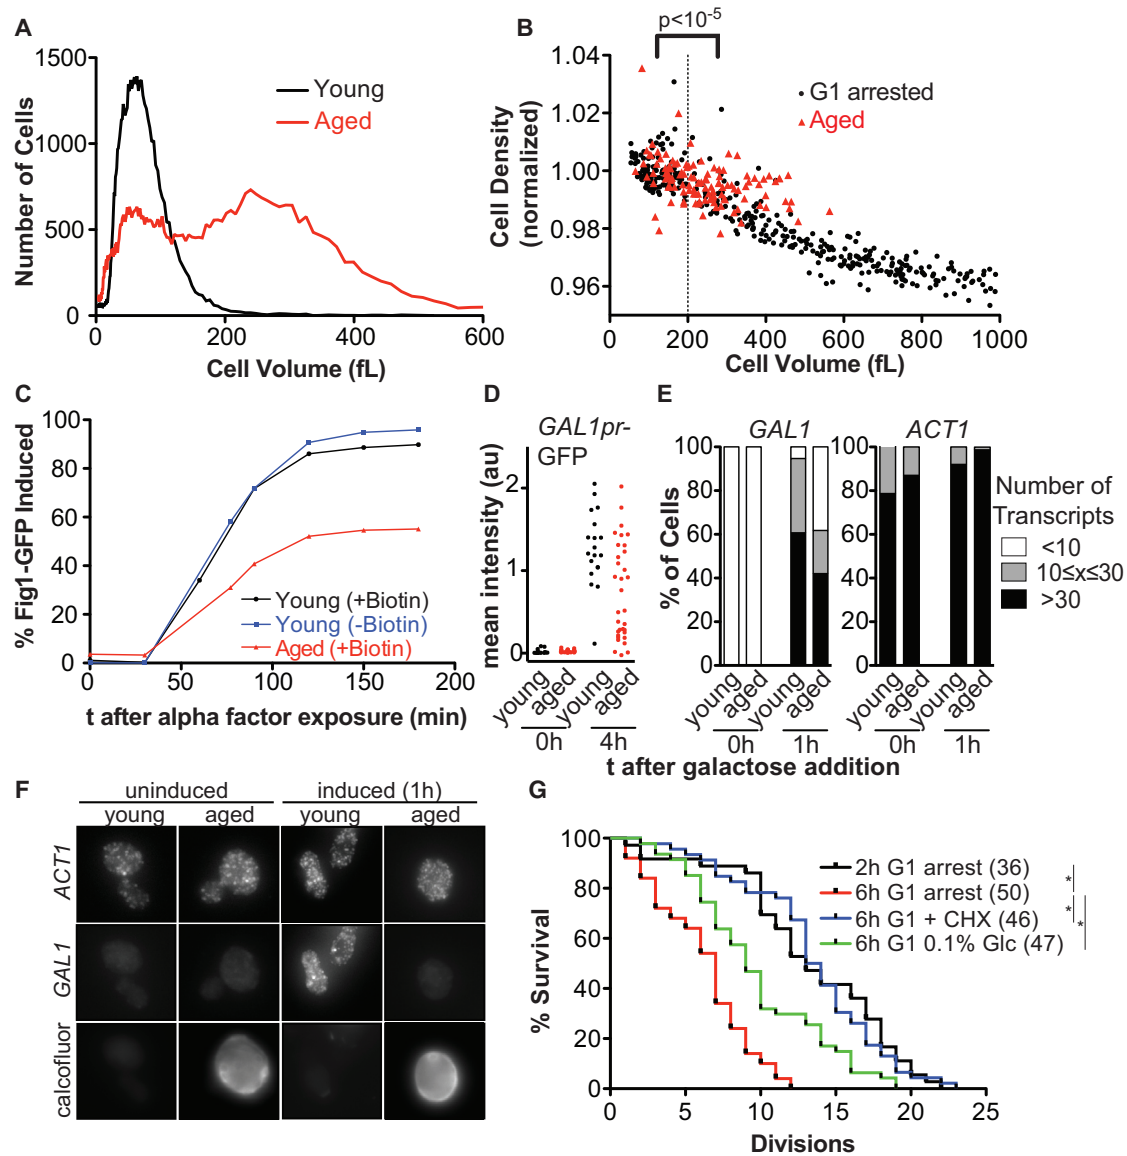 A
1500
1000
500
0
Number of Cells
Young
Aged
0
200
400
600
Cell Volume (fL)
B
p<10-5
1.04
1.02
1.00
0.98
0.96
Cell Density
(normalized)
G1 arrested
Aged
0
200
400
600
800
1000
Cell Volume (fL)
C
100
80
60
40
20
0
% Fig1-GFP Induced
Young (+Biotin)
Young (-Biotin)
Aged (+Biotin)
0
50
100
150
200
t after alpha factor exposure (min)
D
GAL1pr-
GFP
2
1
0
mean intensity (au)
young
aged
young
aged
0h
4h
E
GAL1
ACT1
100
80
60
40
20
0
% of Cells
100
80
60
40
20
0
young
aged
young
aged
young
aged
young
aged
0h
1h
0h
1h
t after galactose addition
Number of
Transcripts
<10
10≤x≤30
>30
F
uninduced
induced (1h)
young
aged
young
aged
ACT1
GAL1
calcofluor
G
100
80
60
40
20
0
% Survival
2h G1 arrest (36)
6h G1 arrest (50)
6h G1 + CHX (46)
6h G1 0.1% Glc (47)
*
*
*
0
5
10
15
20
25
Divisions